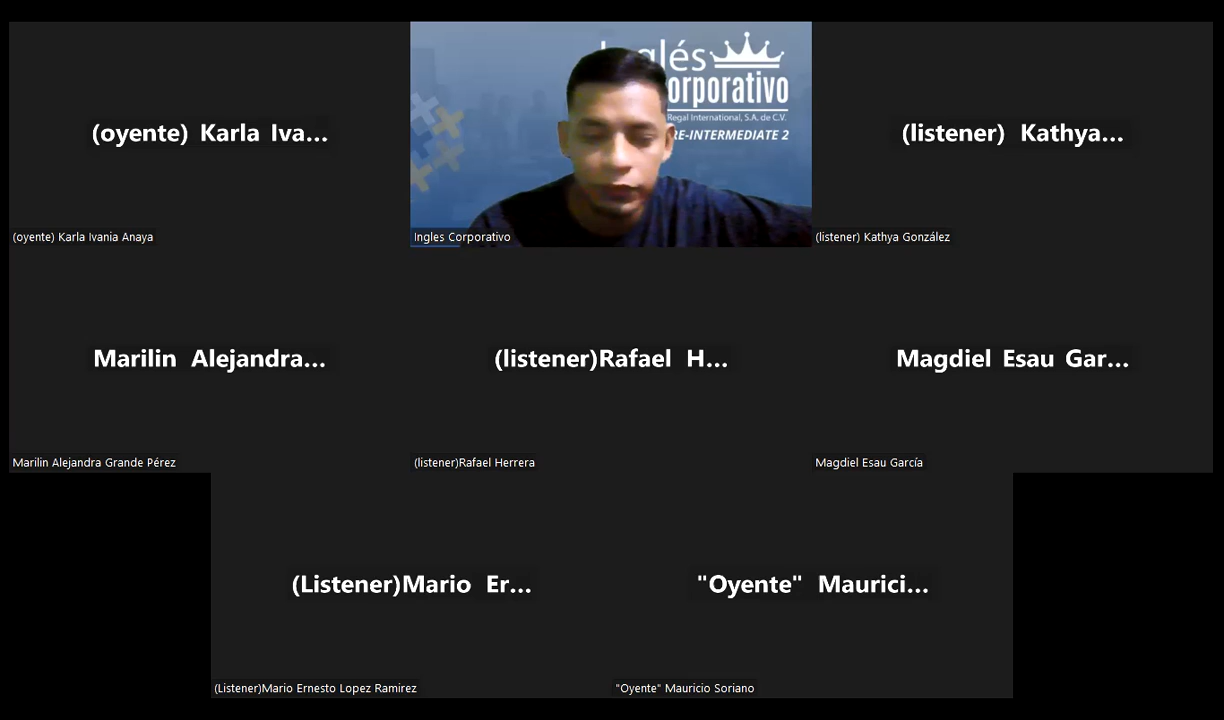 (oyente) Karla Iva...
(oyente) Karla Ivania Anaya
Inglés
Corporativo
Regal International, S.A. de C.V.
RE-INTERMEDIATE 2
Ingles Corporativo
(listener) Kathya...
(listener) Kathya González
Marilin Alejandra...
Marilin Alejandra Grande Pérez
(listener)Rafael H...
(listener)Rafael Herrera
Magdiel Esau Gar...
Magdiel Esau García
(Listener)Mario Er...
(Listener)Mario Ernesto Lopez Ramirez
"Oyente" Maurici...
"Oyente" Mauricio Soriano